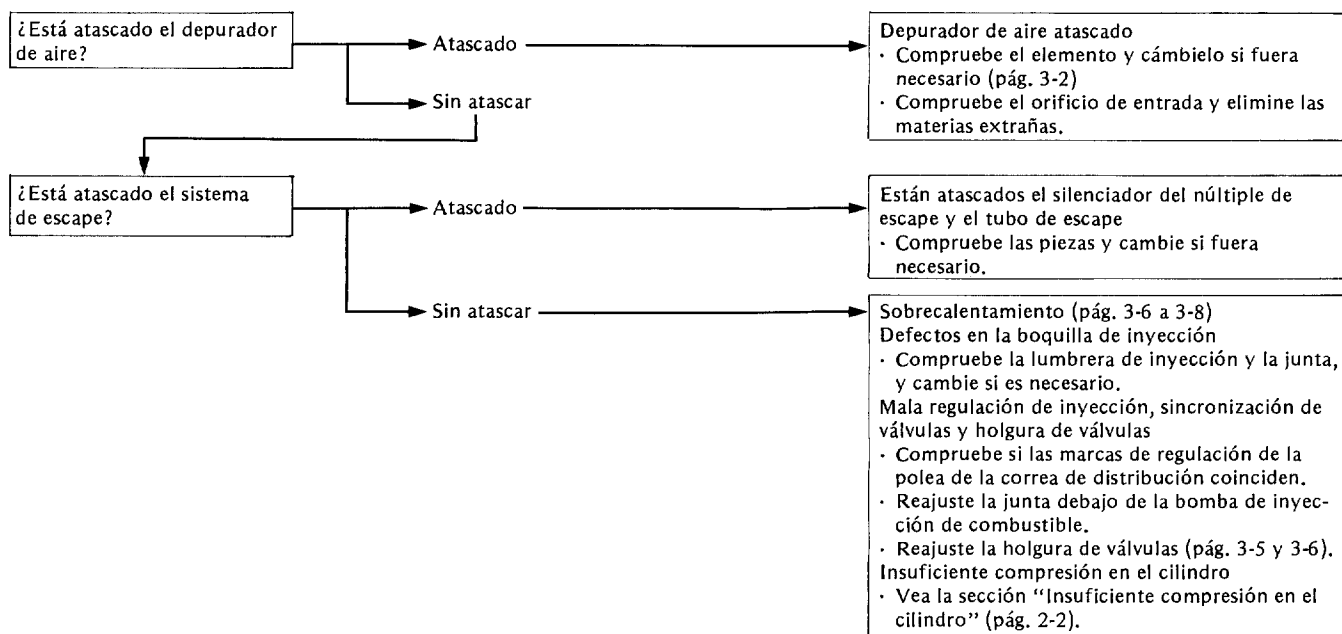 ¿Está atascado el depurador
de aire?
Atascado
Depurador de aire atascado
· Compruebe el elemento y cámbielo si fuera
necesario (pág. 3-2)
· Compruebe el orificio de entrada y elimine las
materias extrañas.
Sin atascar
¿Está atascado el sistema
de escape?
Atascado
Están atascados el silenciador del núltiple de
escape y el tubo de escape
· Compruebe las piezas y cambie si fuera
necesario.
Sin atascar
Sobrecalentamiento (pág. 3-6 a 3-8)
Defectos en la boquilla de inyección
· Compruebe la lumbrera de inyección y la junta,
y cambie si es necesario.
Mala regulación de inyección, sincronización de
válvulas y holgura de válvulas
· Compruebe si las marcas de regulación de la
polea de la correa de distribución coinciden.
· Reajuste la junta debajo de la bomba de inyec-
ción de combustible.
· Reajuste la holgura de válvulas (pág. 3-5 y 3-6).
Insuficiente compresión en el cilindro
· Vea la sección "Insuficiente compresión en el
cilindro" (pág. 2-2).